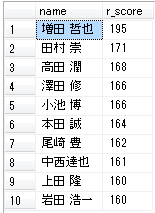 name r_score
1 増田 哲也 195
2 田村 崇 171
3 高田 潤 168
4 澤田 修 166
5 小池 博 166
6 本田 誠 164
7 尾崎 豊 162
8 中西達也 161
9 上田 隆 160
10 岩田 浩一 160